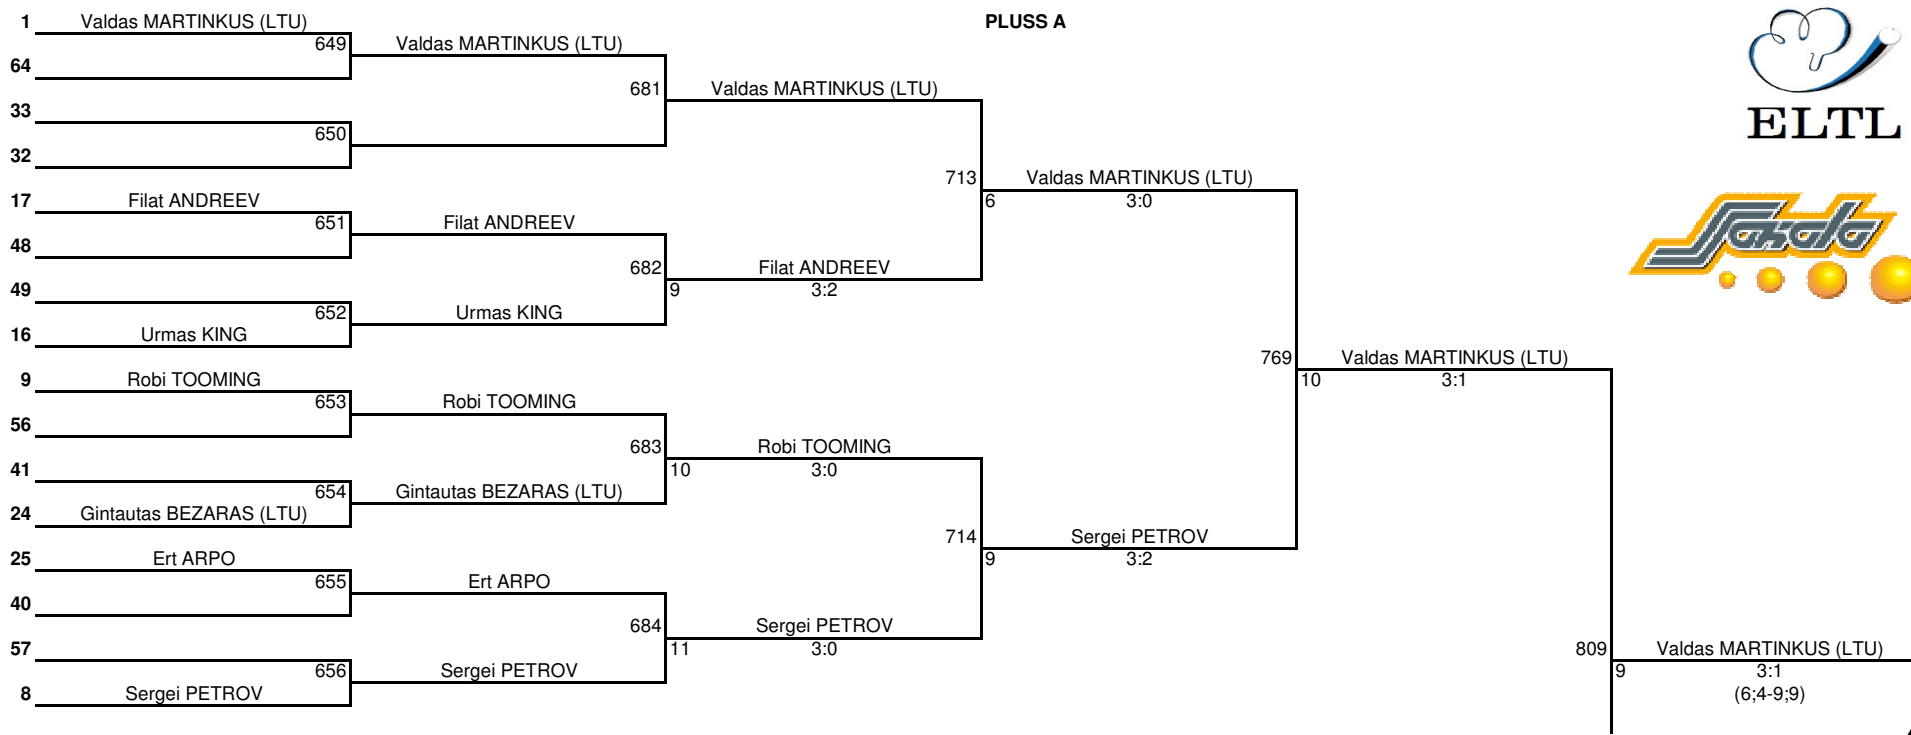 1 Valdas MARTINKUS (LTU) PLUSS A
649 Valdas MARTINKUS (LTU)
64
681 Valdas MARTINKUS (LTU)
33
ELTL
650
32
713 Valdas MARTINKUS (LTU)
17 Filat ANDREEV 6 3:0
651 Filat ANDREEV
48
Sakala
682 Filat ANDREEV
49 9 3:2
652 Urmas KING
16 Urmas KING
769 Valdas MARTINKUS (LTU)
9 Robi TOOMING 10 3:1
653 Robi TOOMING
56
683 Robi TOOMING
41 10 3:0
654 Gintautas BEZARAS (LTU)
24 Gintautas BEZARAS (LTU)
714 Sergei PETROV
25 Ert ARPO 9 3:2
655 Ert ARPO
40
684 Sergei PETROV
57 11 3:0 809 Valdas MARTINKUS (LTU)
656 Sergei PETROV 9 3:1
8 Sergei PETROV (6;4-9;9)